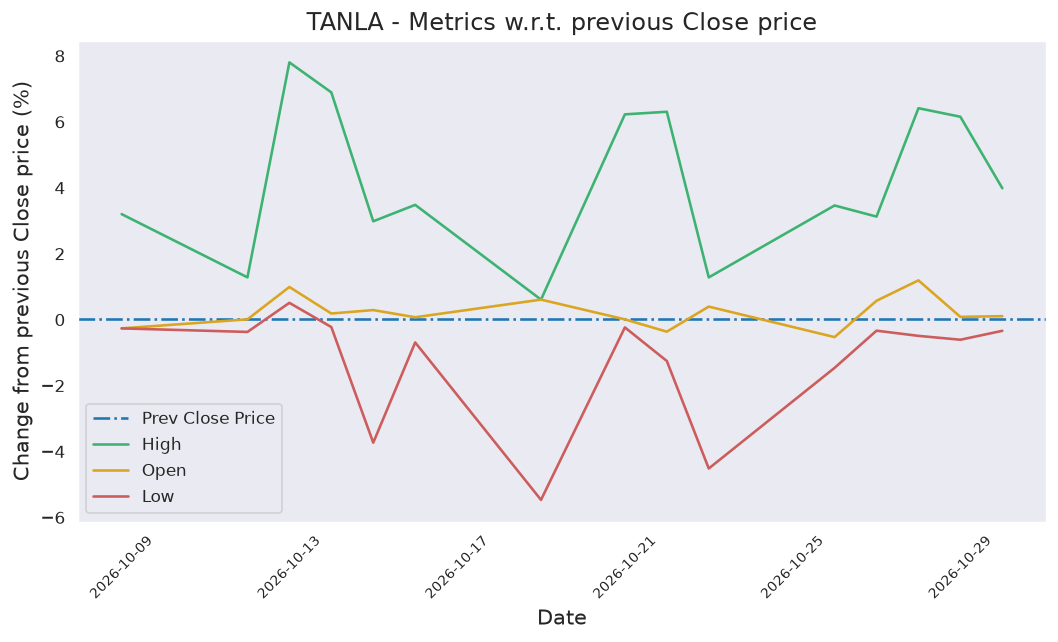 TANLA - Metrics w.r.t. previous Close price
Change from previous Close price (%)
8
6
4
2
0
−2
−4
−6
Prev Close Price
High
Open
Low
2026-10-09
2026-10-13
2026-10-17
2026-10-21
2026-10-25
2026-10-29
Date